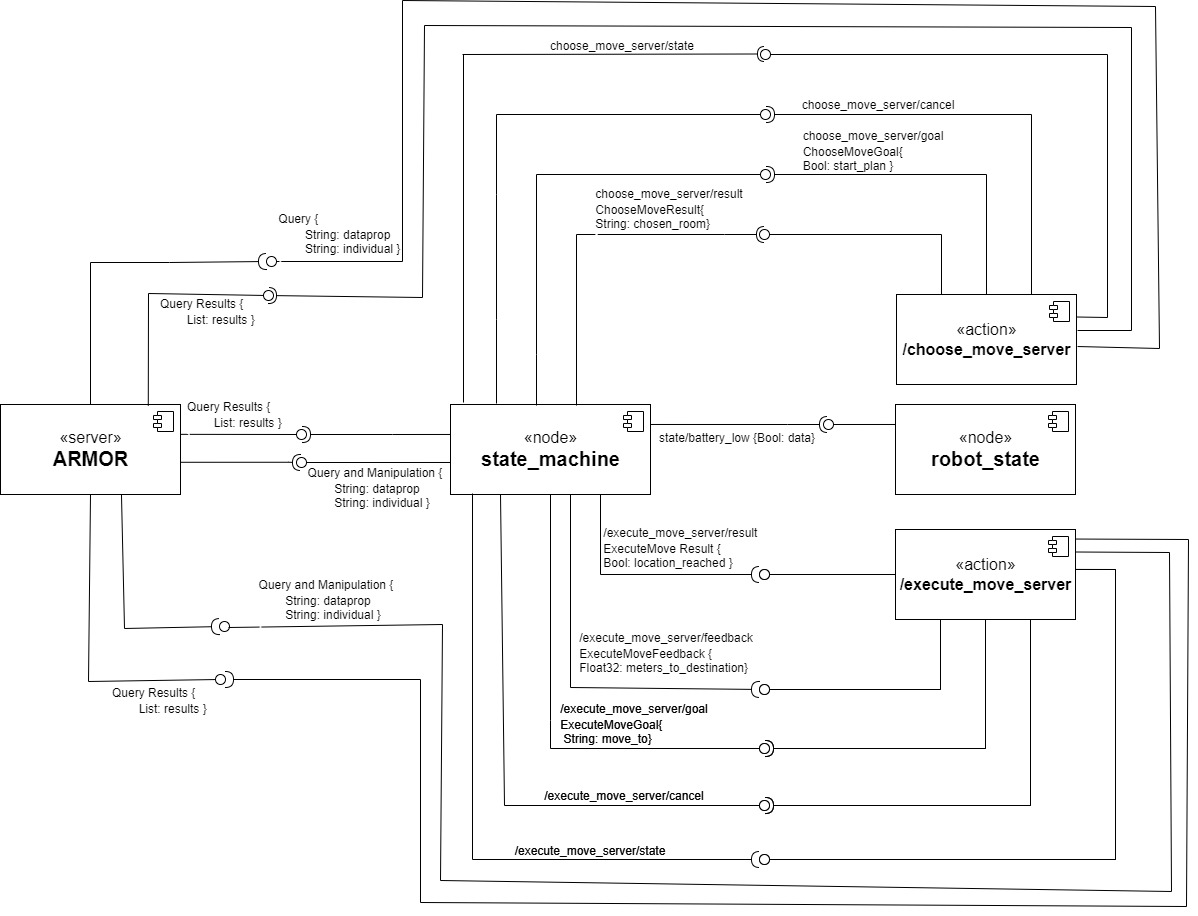 choose_move_server/state
choose_move_server/cancel
choose_move_server/goal
ChooseMoveGoal{
Bool: start_plan }
choose_move_server/result
ChooseMoveResult{
String: chosen_room}
Query {
String: dataprop
String: individual }
Query Results {
List: results }
«action»
/choose_move_server
Query Results {
List: results }
«server»
ARMOR
«node»
state_machine
state/battery_low {Bool: data}
«node»
robot_state
Query and Manipulation {
String: dataprop
String: individual }
/execute_move_server/result
ExecuteMove Result {
Bool: location_reached }
«action»
/execute_move_server
Query and Manipulation {
String: dataprop
String: individual }
/execute_move_server/feedback
ExecuteMoveFeedback {
Float32: meters_to_destination}
Query Results {
List: results }
/execute_move_server/goal
ExecuteMoveGoal{
String: move_to}
/execute_move_server/cancel
/execute_move_server/state